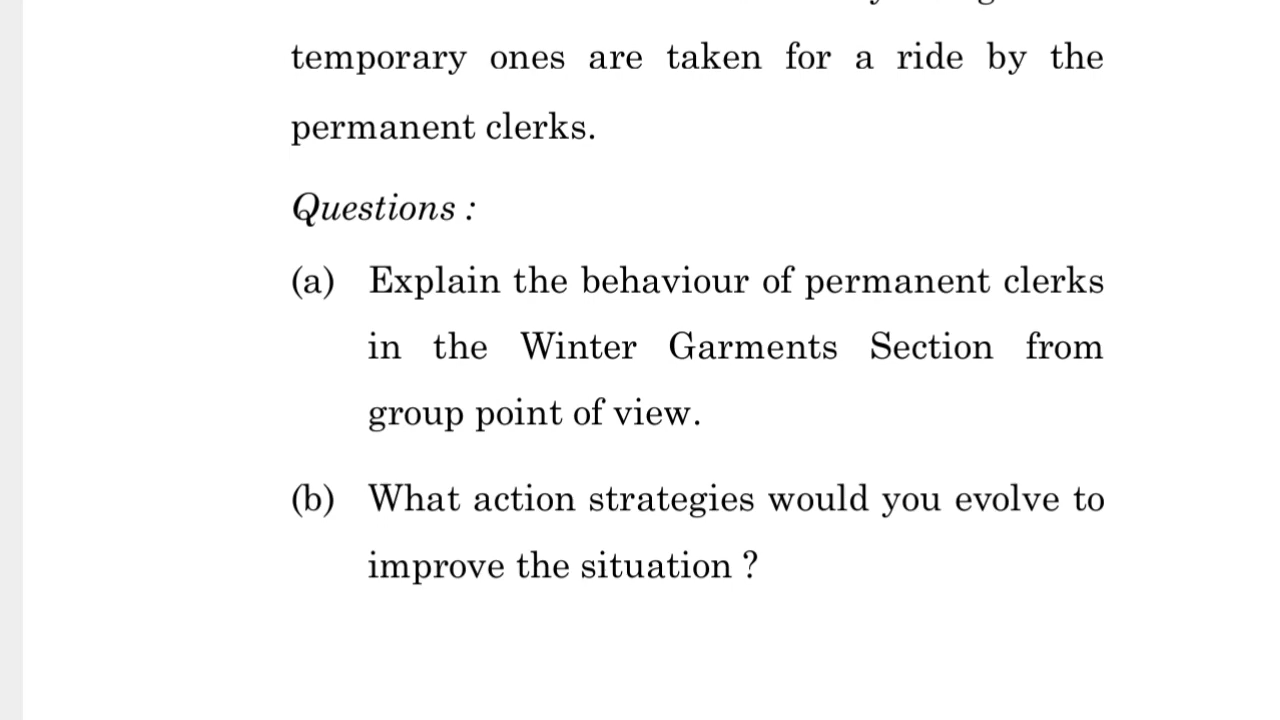 temporary ones are taken for a ride by the
permanent clerks.
Questions :
(a) Explain the behaviour of permanent clerks
in the Winter Garments Section from
group point of view.
(b) What action strategies would you evolve to
improve the situation ?